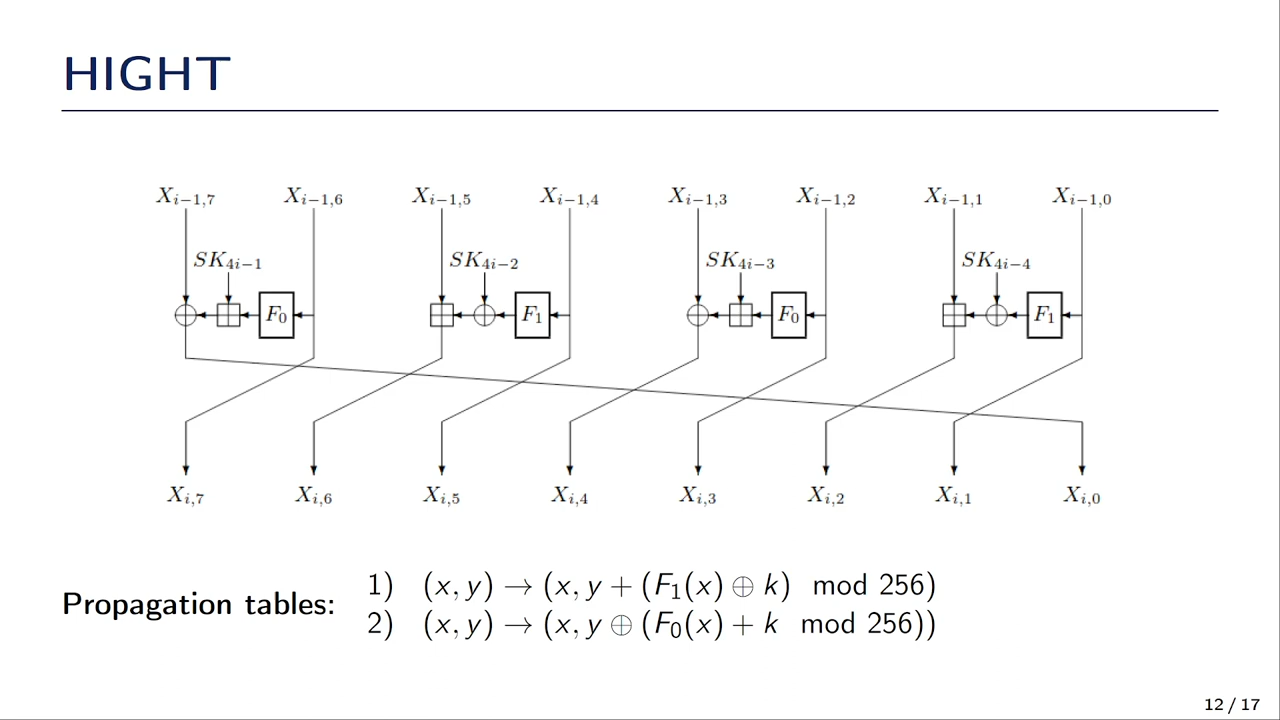 HIGHT
X_{i−1,7} X_{i−1,6} X_{i−1,5} X_{i−1,4} X_{i−1,3} X_{i−1,2} X_{i−1,1} X_{i−1,0}
SK_{4i−1} SK_{4i−2} SK_{4i−3} SK_{4i−4}
F_0 F_1 F_0 F_1
X_{i,7} X_{i,6} X_{i,5} X_{i,4} X_{i,3} X_{i,2} X_{i,1} X_{i,0}
Propagation tables:
1) (x, y) → (x, y + (F_1(x) ⊕ k) mod 256)
2) (x, y) → (x, y ⊕ (F_0(x) + k mod 256))
12 / 17